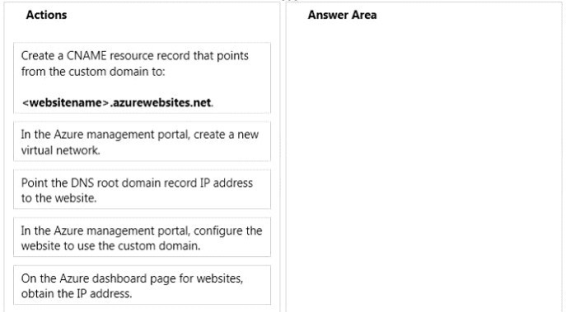 Actions
Answer Area
Create a CNAME resource record that points
from the custom domain to:
<websitename>.azurewebsites.net.
In the Azure management portal, create a new
virtual network.
Point the DNS root domain record IP address
to the website.
In the Azure management portal, configure the
website to use the custom domain.
On the Azure dashboard page for websites,
obtain the IP address.